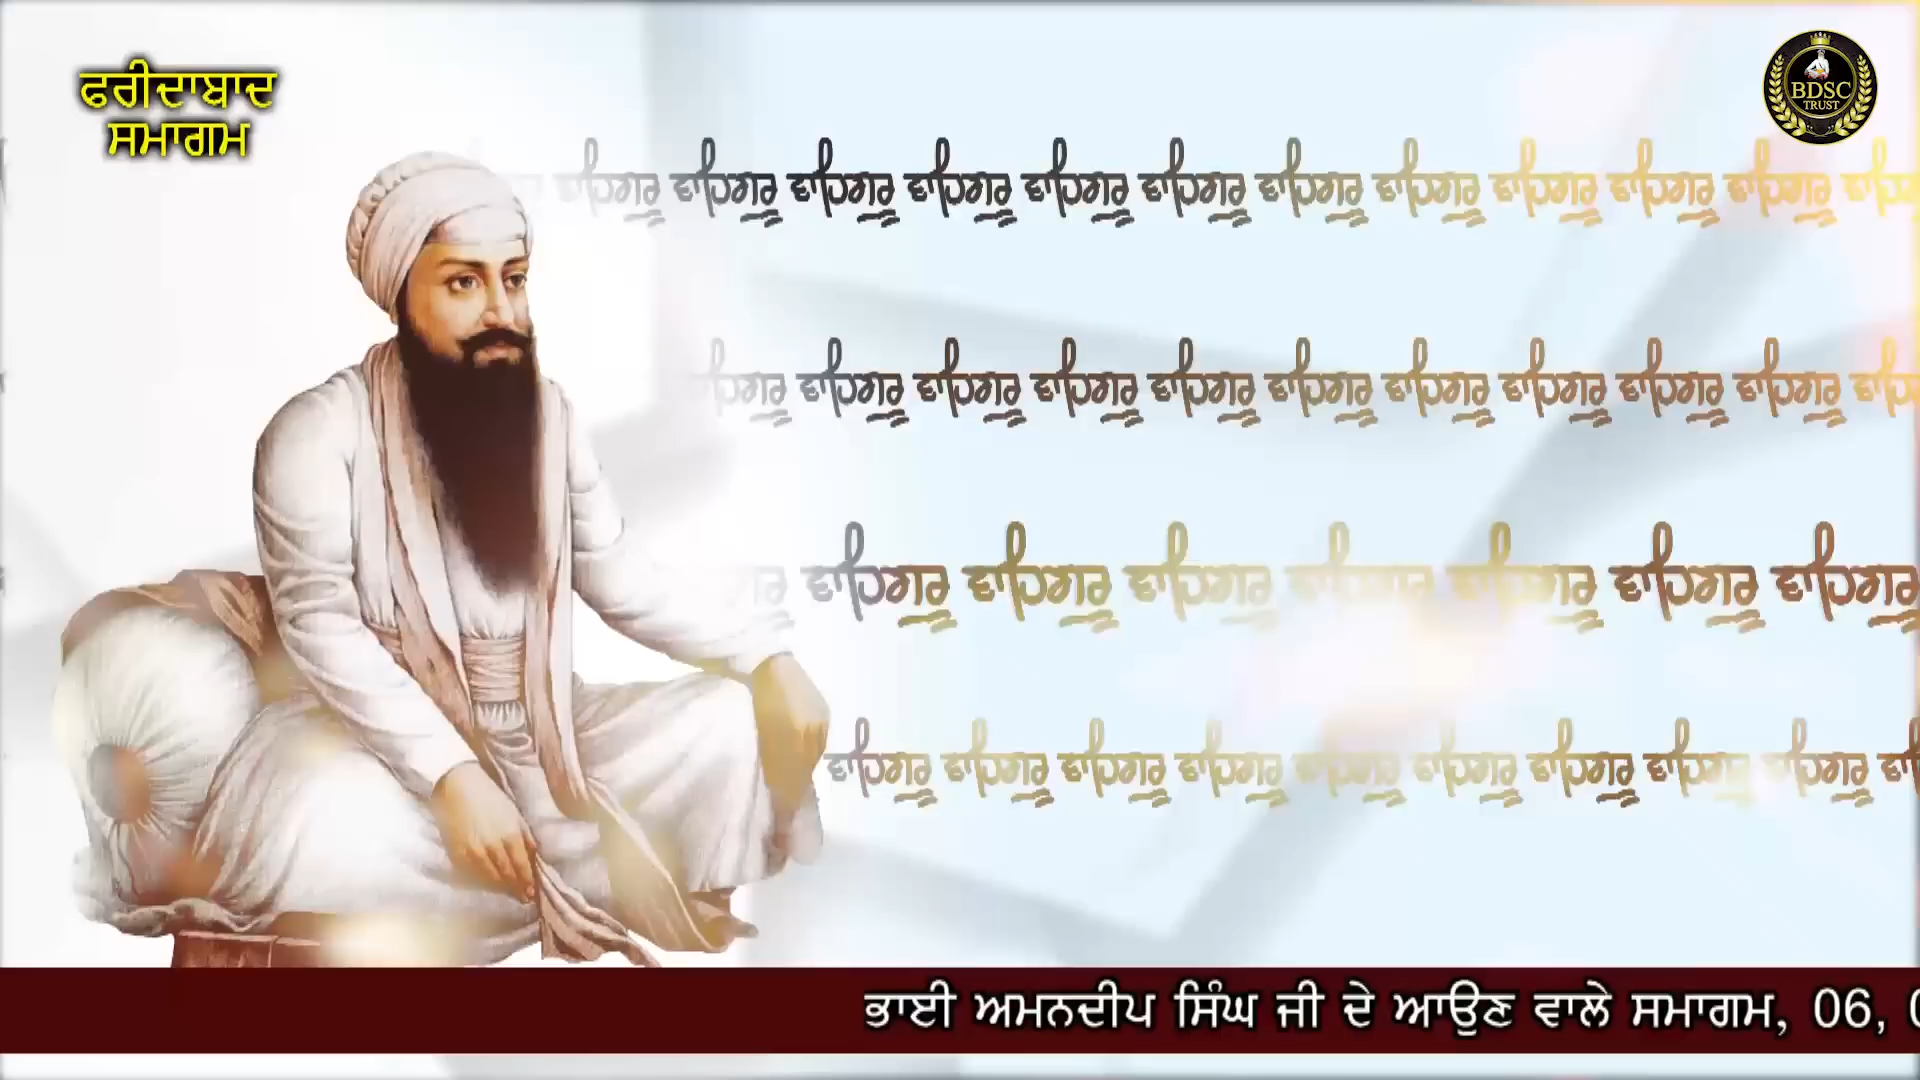 ਫਰੀਦਾਬਾਦ
ਸਮਾਗਮ
BDSC
TRUST
ਵਾਹਿਗੁਰੂ ਵਾਹਿਗੁਰੂ ਵਾਹਿਗੁਰੂ ਵਾਹਿਗੁਰੂ ਵਾਹਿਗੁਰੂ ਵਾਹਿਗੁਰੂ ਵਾਹਿਗੁਰੂ ਵਾਹਿਗੁਰੂ ਵਾਹਿਗੁਰੂ ਵਾਹਿਗੁਰੂ ਵਾਹਿਗੁਰੂ
ਵਾਹਿਗੁਰੂ ਵਾਹਿਗੁਰੂ ਵਾਹਿਗੁਰੂ ਵਾਹਿਗੁਰੂ ਵਾਹਿਗੁਰੂ ਵਾਹਿਗੁਰੂ ਵਾਹਿਗੁਰੂ ਵਾਹਿਗੁਰੂ ਵਾਹਿਗੁਰੂ ਵਾਹਿਗੁਰੂ
ਵਾਹਿਗੁਰੂ ਵਾਹਿਗੁਰੂ ਵਾਹਿਗੁਰੂ ਵਾਹਿਗੁਰੂ ਵਾਹਿਗੁਰੂ ਵਾਹਿਗੁਰੂ ਵਾਹਿਗੁਰੂ
ਵਾਹਿਗੁਰੂ ਵਾਹਿਗੁਰੂ ਵਾਹਿਗੁਰੂ ਵਾਹਿਗੁਰੂ ਵਾਹਿਗੁਰੂ ਵਾਹਿਗੁਰੂ ਵਾਹਿਗੁਰੂ ਵਾਹਿਗੁਰੂ ਵਾਹਿਗੁਰੂ
ਭਾਈ ਅਮਨਦੀਪ ਸਿੰਘ ਜੀ ਦੇ ਆਉਣ ਵਾਲੇ ਸਮਾਗਮ, 06,